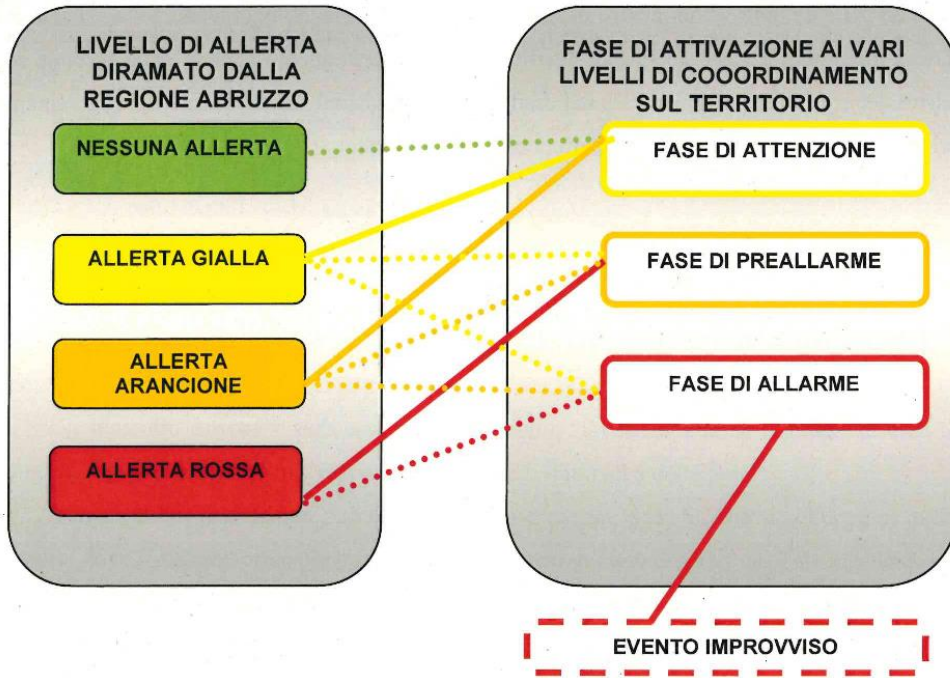 LIVELLO DI ALLERTA
DIRAMATO DALLA
REGIONE ABRUZZO
NESSUNA ALLERTA
ALLERTA GIALLA
ALLERTA
ARANCIONE
ALLERTA ROSSA
FASE DI ATTIVAZIONE AI VARI
LIVELLI DI COOORDINAMENTO
SUL TERRITORIO
FASE DI ATTENZIONE
FASE DI PREALLARME
FASE DI ALLARME
EVENTO IMPROVVISO